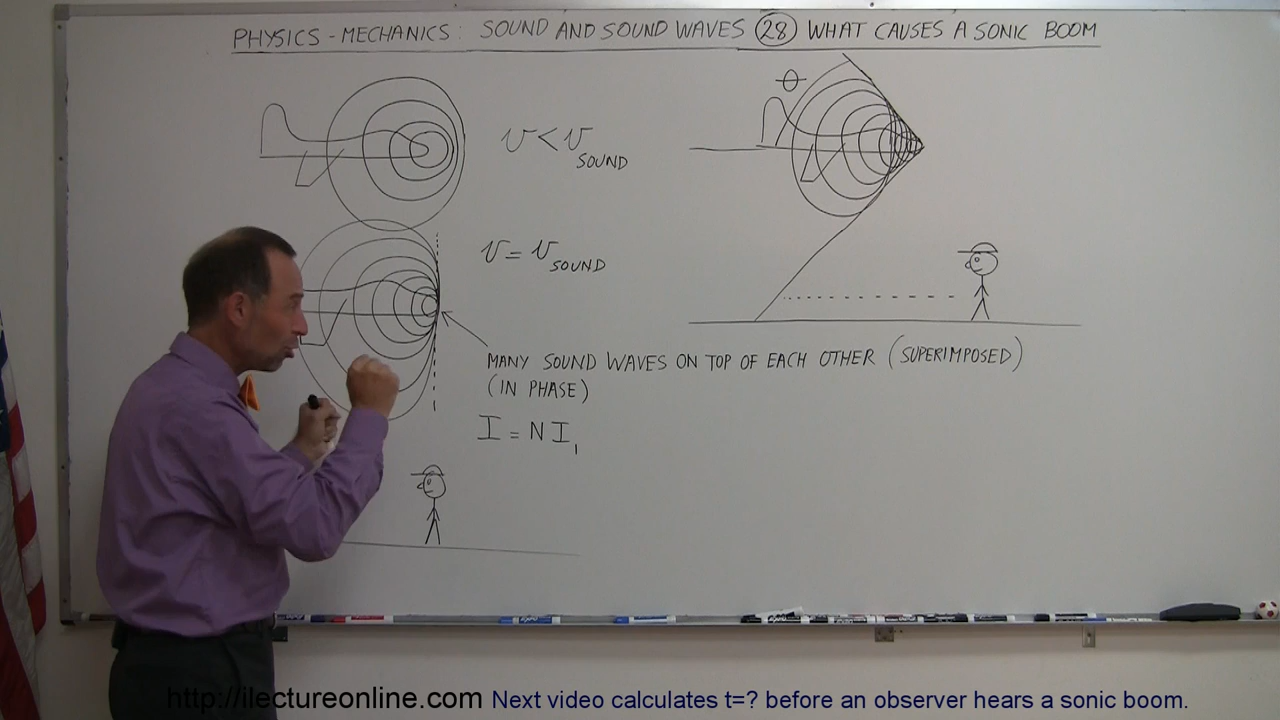 PHYSICS - MECHANICS: SOUND AND SOUND WAVES 28 WHAT CAUSES A SONIC BOOM
v < v SOUND
θ
v = v SOUND
MANY SOUND WAVES ON TOP OF EACH OTHER (SUPERIMPOSED)
(IN PHASE)
I = N I₁
http://ilectureonline.com Next video calculates t=? before an observer hears a sonic boom.